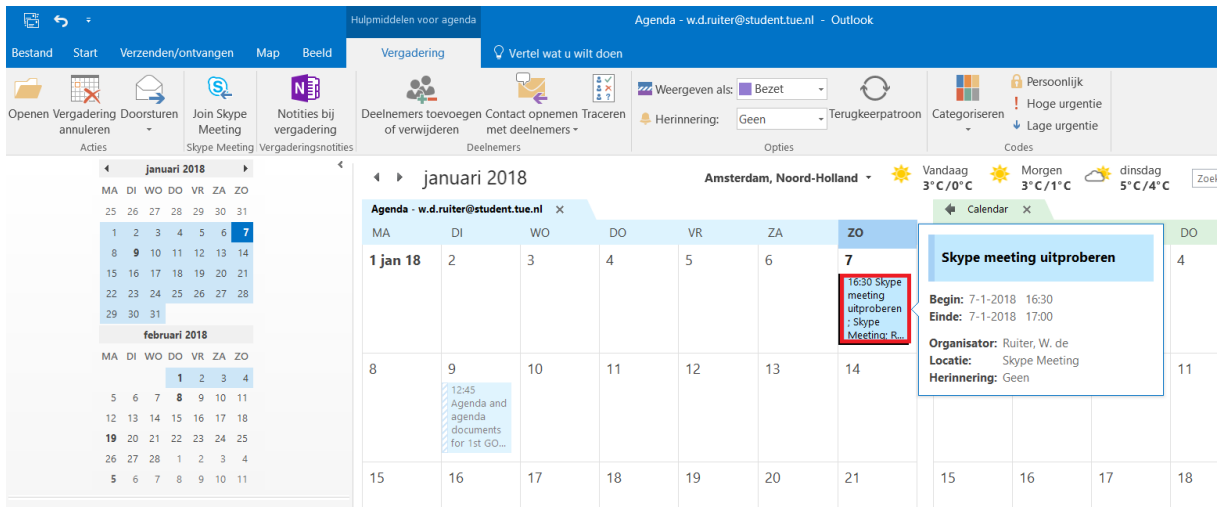 Hulpmiddelen voor agenda
Agenda - w.d.ruiter@student.tue.nl - Outlook
Bestand Start Verzenden/ontvangen Map Beeld Vergadering Vertel wat u wilt doen
Openen
Vergadering annuleren
Doorsturen
Acties
Join Skype Meeting
Skype Meeting
Notities bij vergadering
Vergaderingsnotities
Deelnemers toevoegen of verwijderen
Contact opnemen met deelnemers
Traceren
Deelnemers
Weergeven als: Bezet
Herinnering: Geen
Terugkeerpatroon
Opties
Categoriseren
Persoonlijk
Hoge urgentie
Lage urgentie
Codes
januari 2018
MA DI WO DO VR ZA ZO
25 26 27 28 29 30 31
1 2 3 4 5 6 7
8 9 10 11 12 13 14
15 16 17 18 19 20 21
22 23 24 25 26 27 28
29 30 31
februari 2018
MA DI WO DO VR ZA ZO
1 2 3 4
5 6 7 8 9 10 11
12 13 14 15 16 17 18
19 20 21 22 23 24 25
26 27 28 1 2 3 4
5 6 7 8 9 10 11
januari 2018
Amsterdam, Noord-Holland
Vandaag
3°C/0°C
Morgen
3°C/1°C
dinsdag
5°C/4°C
Zoek
Agenda - w.d.ruiter@student.tue.nl
MA DI WO DO VR ZA ZO
1 jan 18 2 3 4 5 6 7
16:30 Skype
meeting
uitproberen
; Skype
Meeting; R...
8 9 10 11 12 13 14
12:45
Agenda and
agenda
documents
for 1st GO...
15 16 17 18 19 20 21
Calendar
DO
4
11
15 16 17 18
Skype meeting uitproberen
Begin: 7-1-2018 16:30
Einde: 7-1-2018 17:00
Organisator: Ruiter, W. de
Locatie: Skype Meeting
Herinnering: Geen